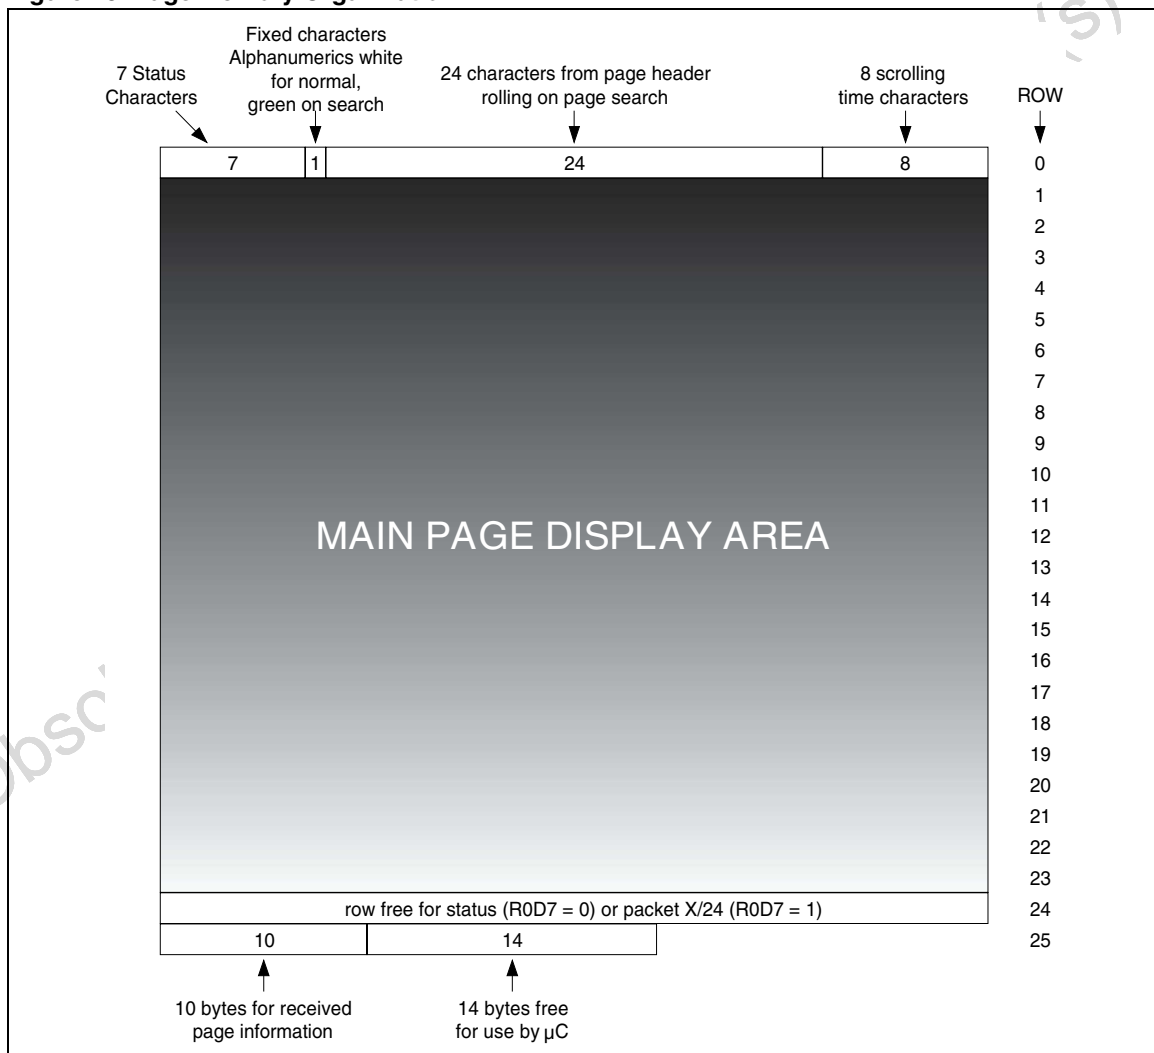 Fixed characters
Alphanumerics white
for normal,
green on search
7 Status
Characters
24 characters from page header
rolling on page search
8 scrolling
time characters
ROW
7 1 24 8 0
1
2
3
4
5
6
7
8
9
10
11
MAIN PAGE DISPLAY AREA 12
13
14
15
16
17
18
19
20
21
22
23
row free for status (R0D7 = 0) or packet X/24 (R0D7 = 1) 24
10 14 25
10 bytes for received
page information
14 bytes free
for use by µC